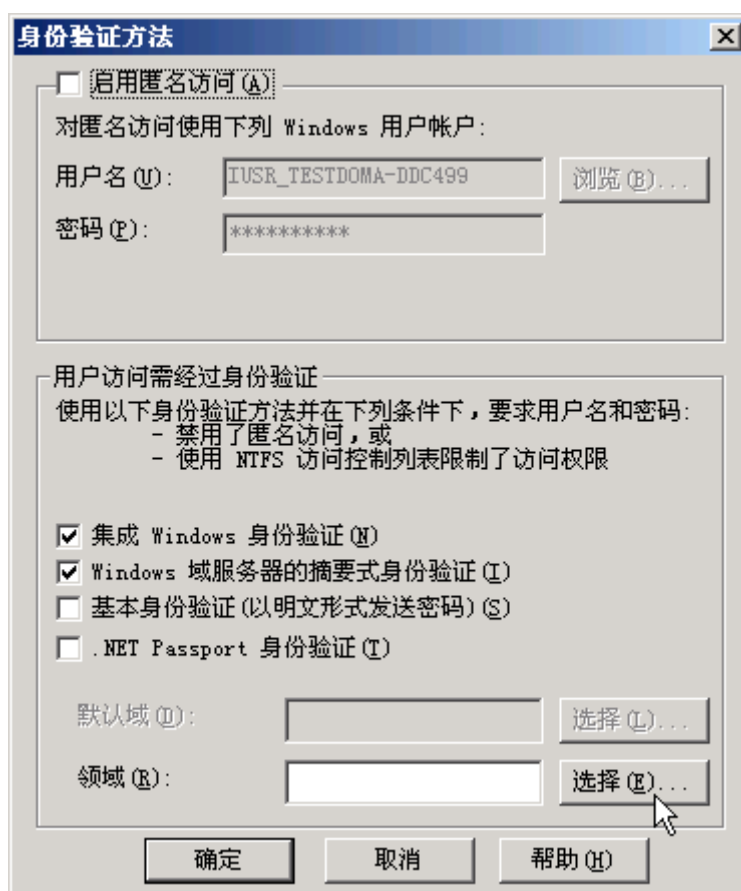 身份验证方法
启用匿名访问(A)
对匿名访问使用下列 Windows 用户帐户:
用户名(U): IUSR_TESTDOMA-DDC499 浏览(B)...
密码(P): **********
用户访问需经过身份验证
使用以下身份验证方法并在下列条件下，要求用户名和密码:
- 禁用了匿名访问，或
- 使用 NTFS 访问控制列表限制了访问权限
集成 Windows 身份验证(N)
Windows 域服务器的摘要式身份验证(I)
基本身份验证(以明文形式发送密码)(S)
.NET Passport 身份验证(T)
默认域(D): 选择(L)...
领域(R): 选择(E)...
确定 取消 帮助(H)